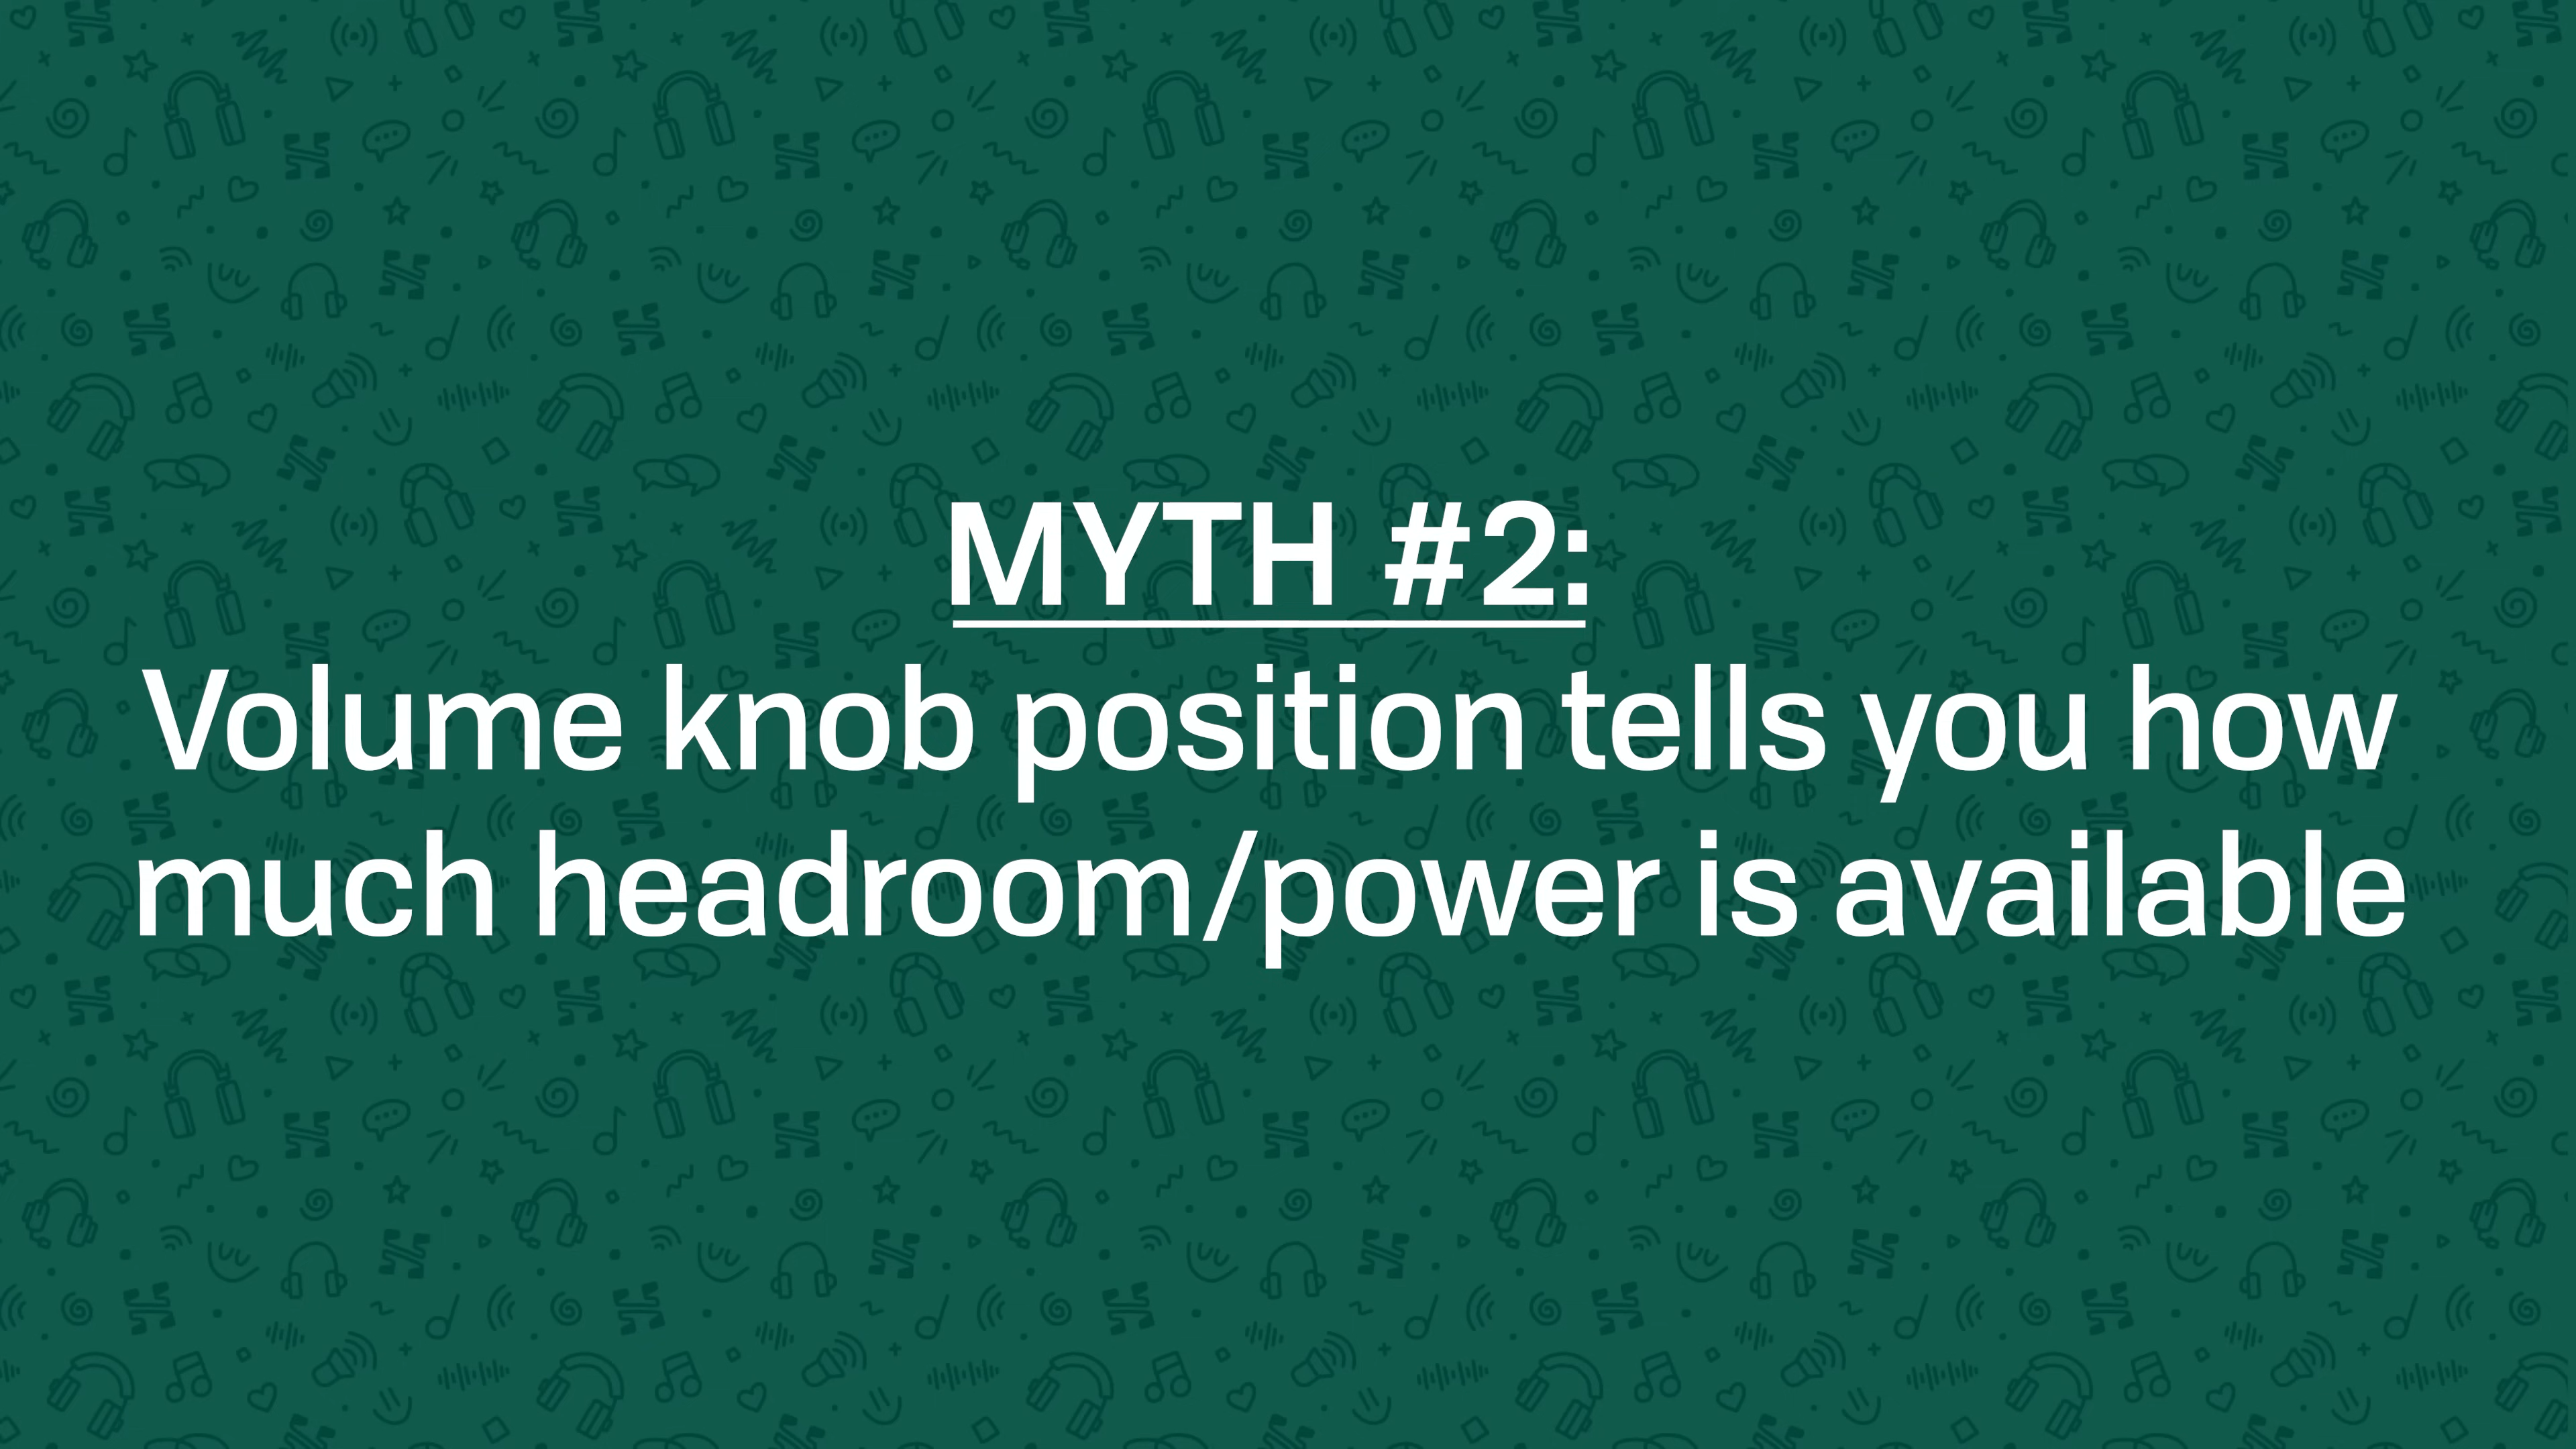 MYTH #2:
Volume knob position tells you how
much headroom/power is available